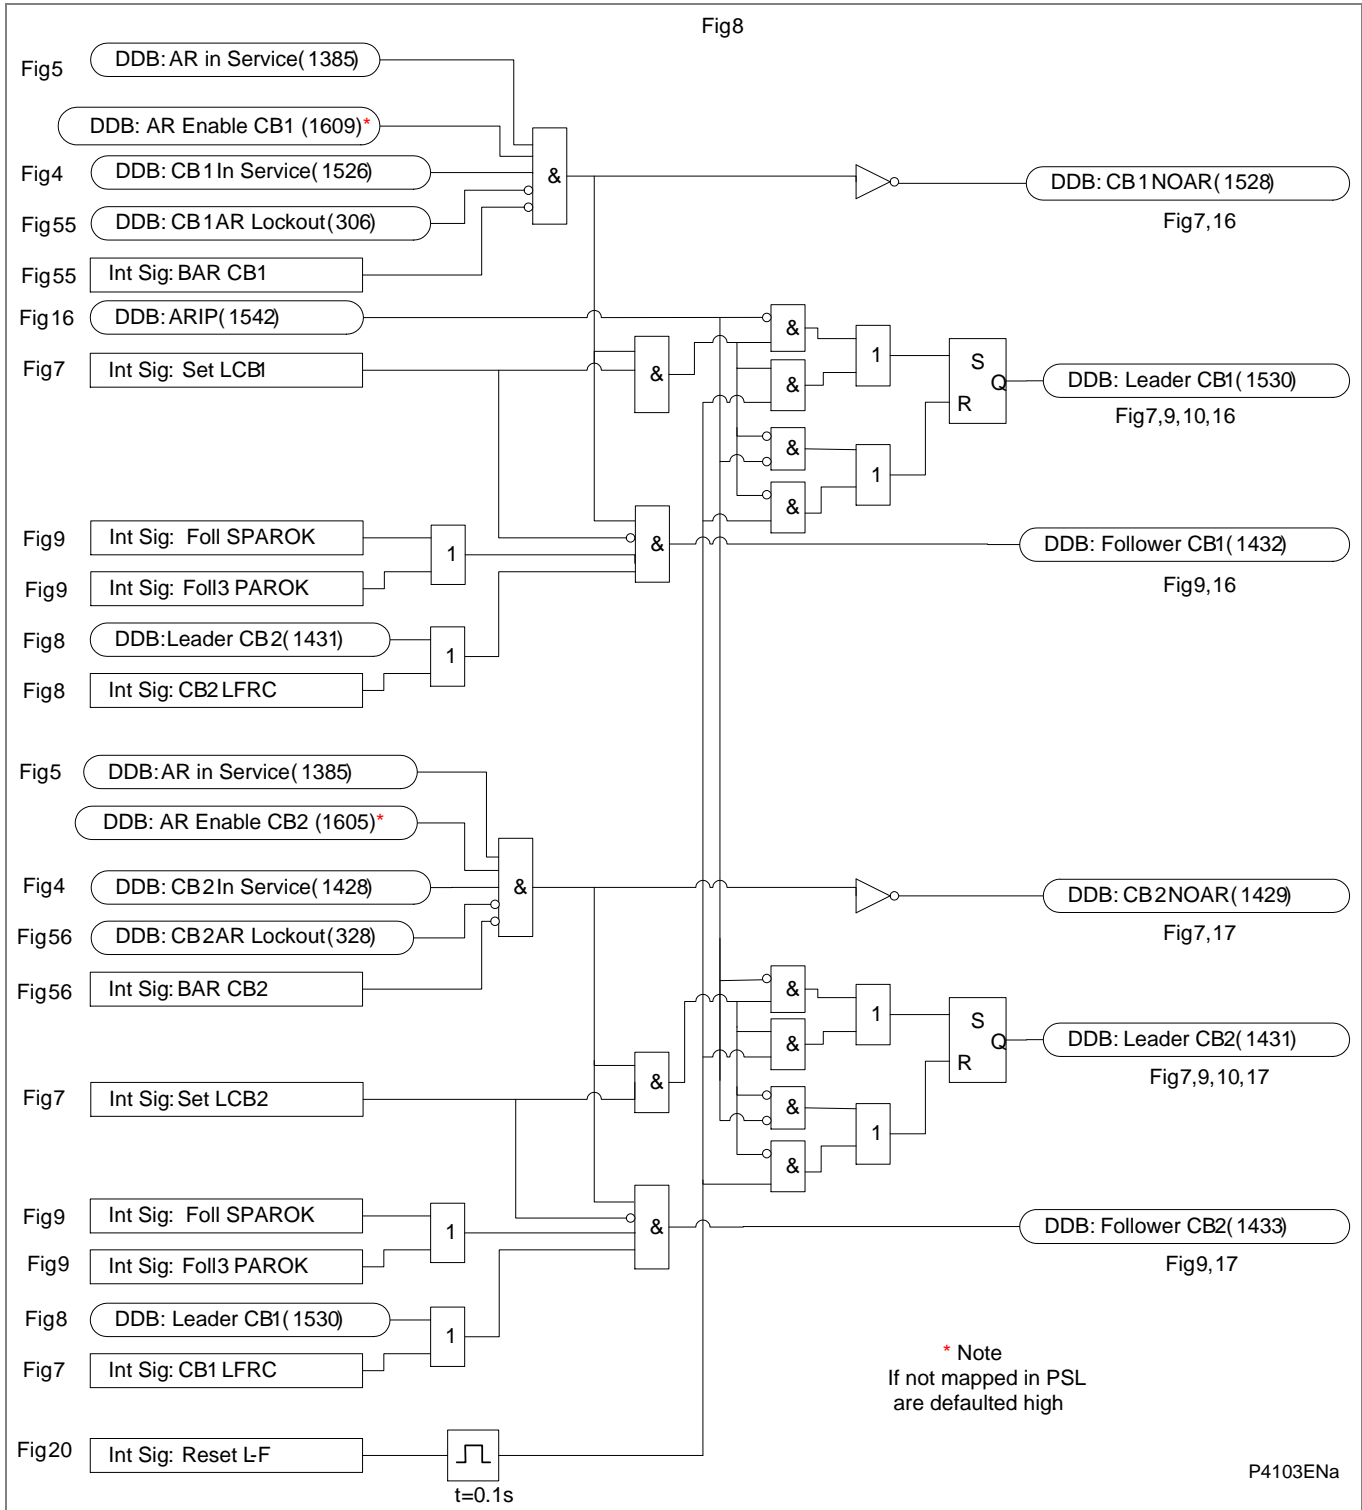 Fig8
Fig5 DDB: AR in Service(1385)
DDB: AR Enable CB1 (1609)*
Fig4 DDB: CB1 In Service(1526)
&
DDB: CB1 NOAR(1528)
Fig55 DDB: CB1 AR Lockout(306)
Fig7,16
Fig55 Int Sig: BAR CB1
Fig16 DDB: ARIP(1542)
&
1
Fig7 Int Sig: Set LCB1
&
&
S
Q
R
DDB: Leader CB1(1530)
Fig7,9,10,16
&
1
&
Fig9 Int Sig: Foll SPAROK
1
&
DDB: Follower CB1(1432)
Fig9 Int Sig: Foll3 PAROK
Fig9,16
Fig8 DDB:Leader CB2(1431)
1
Fig8 Int Sig: CB2 LFRC
Fig5 DDB: AR in Service(1385)
DDB: AR Enable CB2 (1605)*
Fig4 DDB: CB2 In Service(1428)
&
DDB: CB2 NOAR(1429)
Fig56 DDB: CB2 AR Lockout(328)
Fig7,17
Fig56 Int Sig: BAR CB2
&
1
S
Q
R
&
DDB: Leader CB2(1431)
Fig7,9,10,17
Fig7 Int Sig: Set LCB2
&
&
1
&
Fig9 Int Sig: Foll SPAROK
1
&
DDB: Follower CB2(1433)
Fig9 Int Sig: Foll3 PAROK
Fig9,17
Fig8 DDB: Leader CB1(1530)
1
Fig7 Int Sig: CB1 LFRC
* Note
If not mapped in PSL
are defaulted high
Fig20 Int Sig: Reset L-F
t=0.1s
P4103ENa